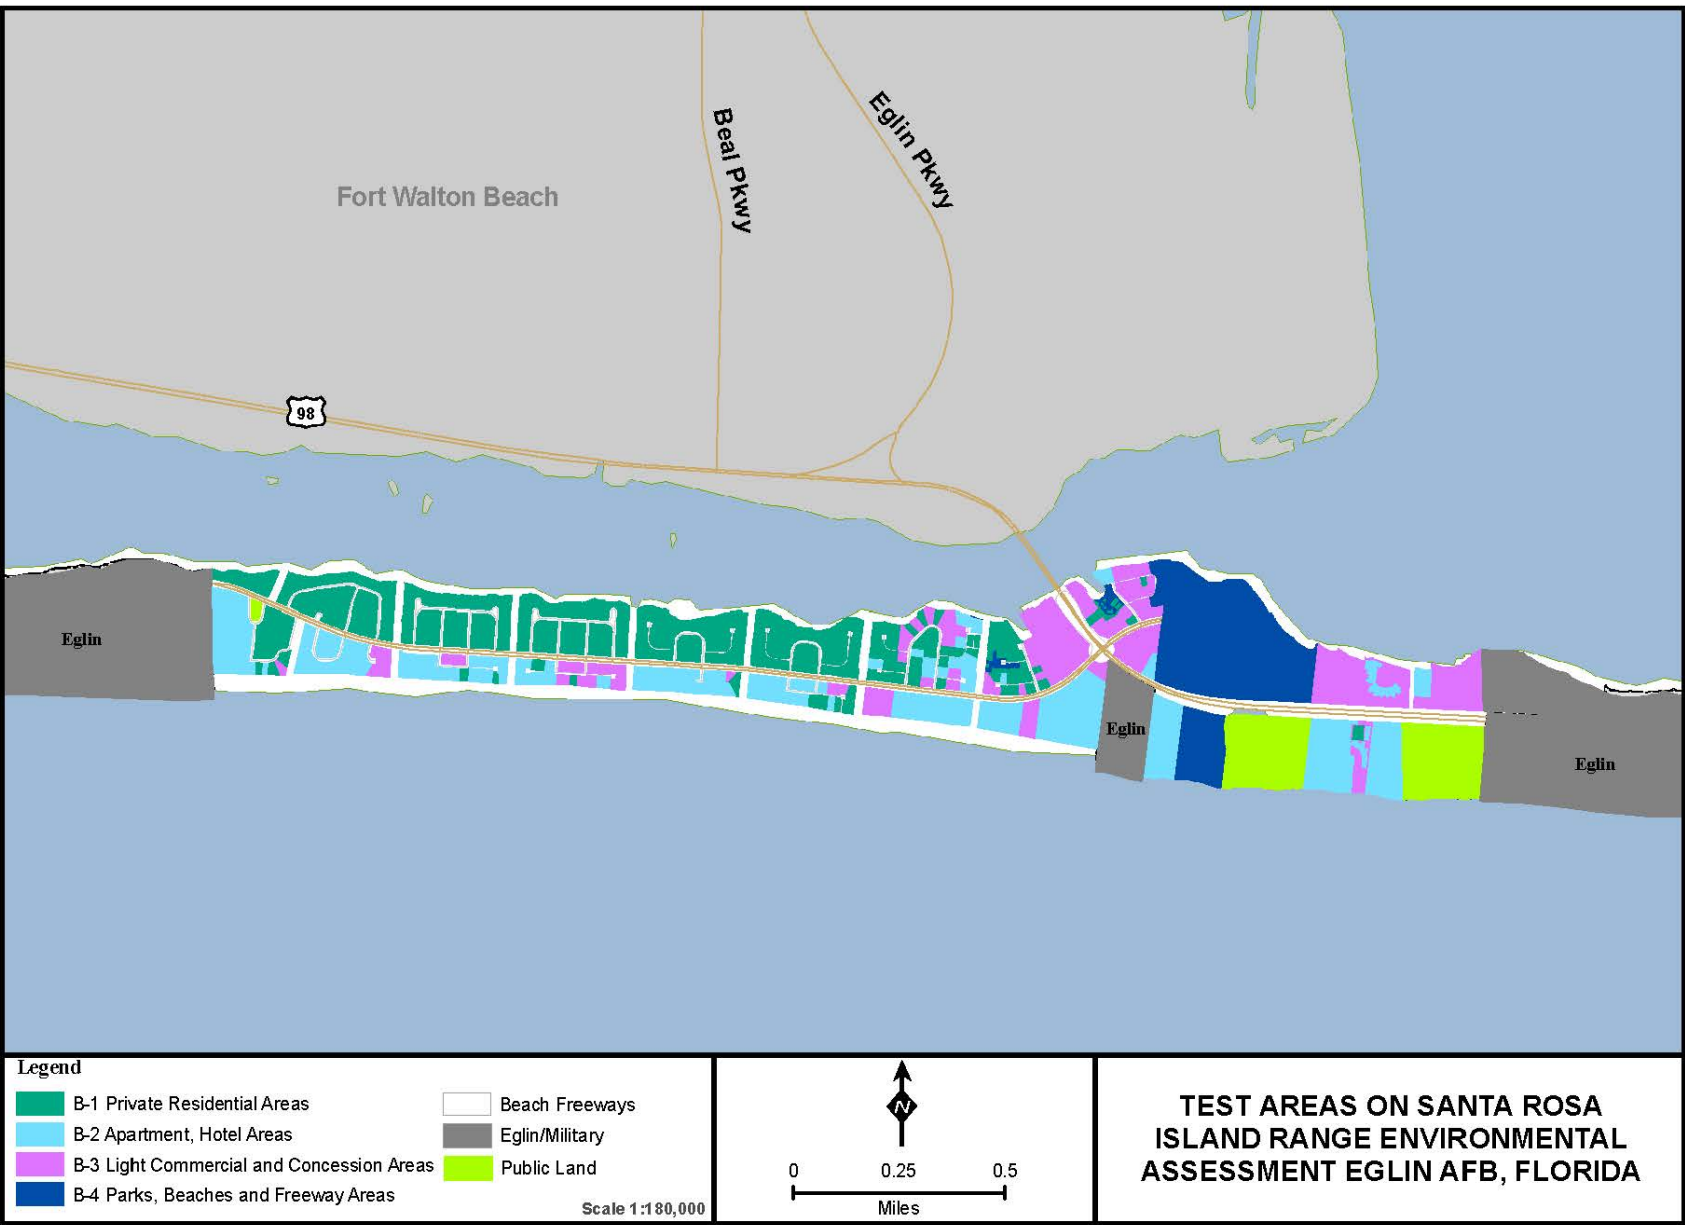 Beal Pkwy
Eglin Pkwy
Fort Walton Beach
98
Eglin
Eglin
Eglin
Legend
B-1 Private Residential Areas
B-2 Apartment, Hotel Areas
B-3 Light Commercial and Concession Areas
B-4 Parks, Beaches and Freeway Areas
Beach Freeways
Eglin/Military
Public Land
Scale 1:180,000
N
0 0.25 0.5
Miles
TEST AREAS ON SANTA ROSA
ISLAND RANGE ENVIRONMENTAL
ASSESSMENT EGLIN AFB, FLORIDA